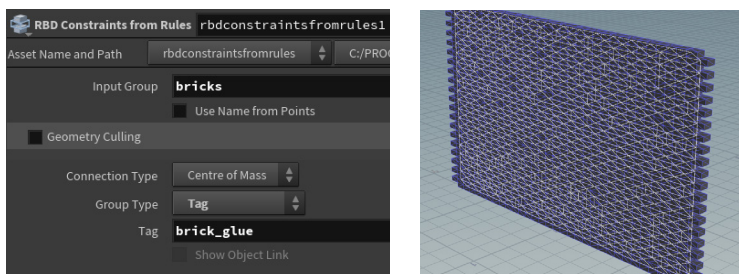 RBD Constraints from Rules rbdconstraintsfromrules1
Asset Name and Path rbdconstraintsfromrules C:/PRO
Input Group bricks
Use Name from Points
Geometry Culling
Connection Type Centre of Mass
Group Type Tag
Tag brick_glue
Show Object Link